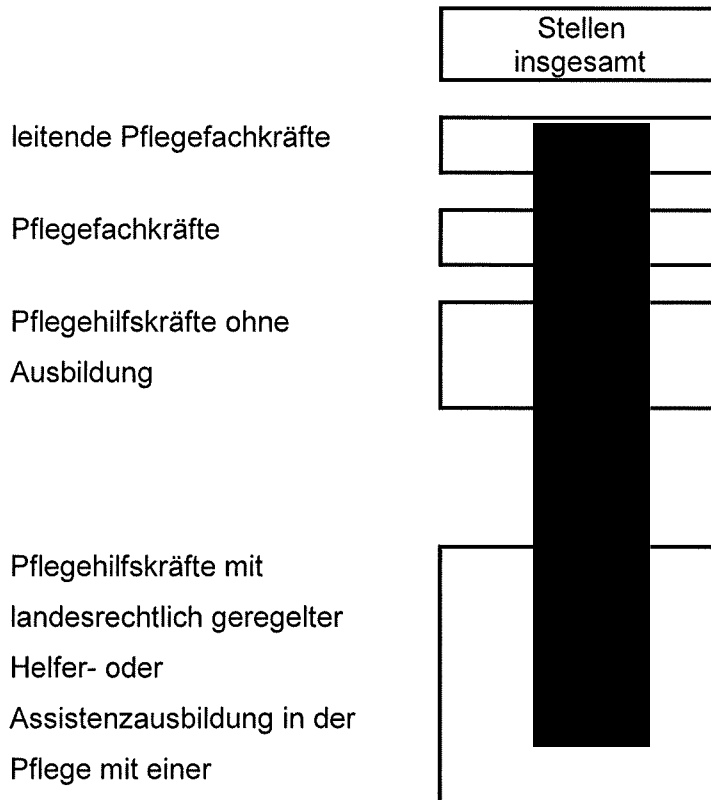 Stellen
insgesamt
leitende Pflegefachkräfte
Pflegefachkräfte
Pflegehilfskräfte ohne
Ausbildung
Pflegehilfskräfte mit
landesrechtlich geregelter
Helfer- oder
Assistenzausbildung in der
Pflege mit einer